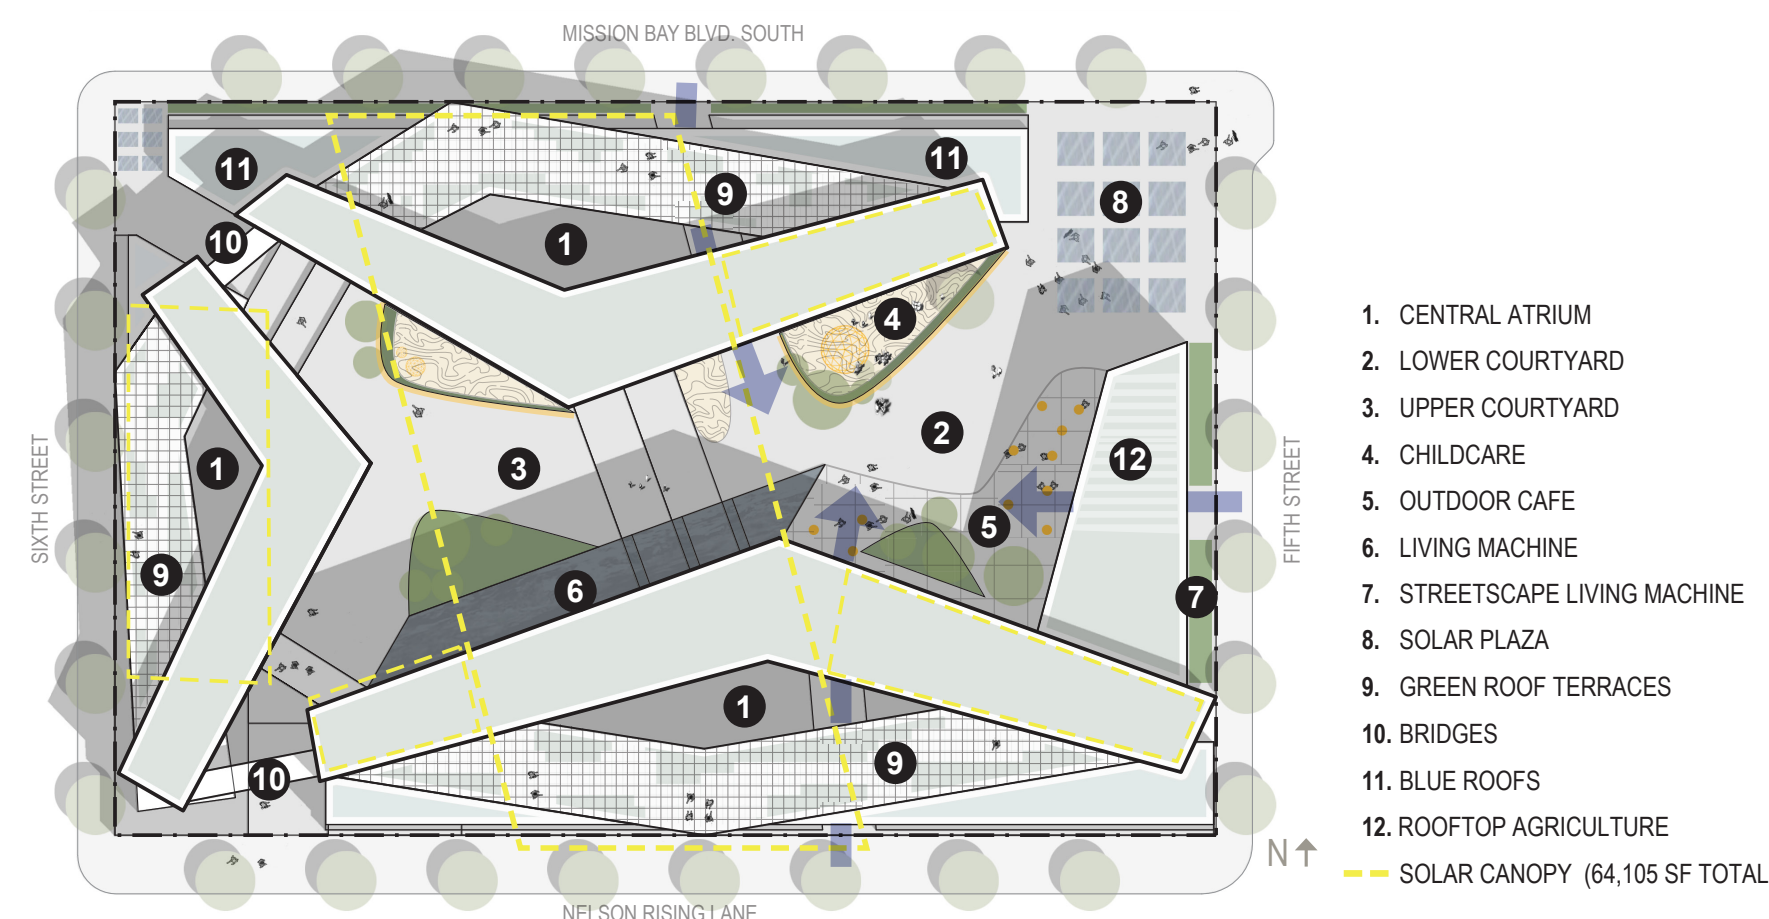 MISSION BAY BLVD. SOUTH
11
11
9
8
10
1
4
2
12
1
3
5
9
6
7
1
9
10
SIXTH STREET
FIFTH STREET
NELSON RISING LANE
N
1. CENTRAL ATRIUM
2. LOWER COURTYARD
3. UPPER COURTYARD
4. CHILDCARE
5. OUTDOOR CAFE
6. LIVING MACHINE
7. STREETSCAPE LIVING MACHINE
8. SOLAR PLAZA
9. GREEN ROOF TERRACES
10. BRIDGES
11. BLUE ROOFS
12. ROOFTOP AGRICULTURE
SOLAR CANOPY (64,105 SF TOTAL